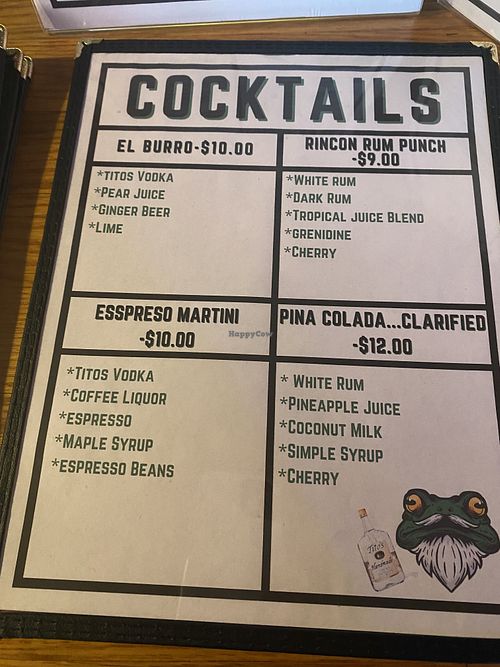 COCKTAILS
EL BURRO-$10.00
*TITOS VODKA
*PEAR JUICE
*GINGER BEER
*LIME
RINCON RUM PUNCH
-$9.00
*WHITE RUM
*DARK RUM
*TROPICAL JUICE BLEND
*GRENIDINE
*CHERRY
ESSPRESO MARTINI
-$10.00
*TITOS VODKA
*COFFEE LIQUOR
*ESPRESSO
*MAPLE SYRUP
*ESPRESSO BEANS
PINA COLADA...CLARIFIED
-$12.00
* WHITE RUM
*PINEAPPLE JUICE
*COCONUT MILK
*SIMPLE SYRUP
*CHERRY
Tito's
Handmade
HappyCow